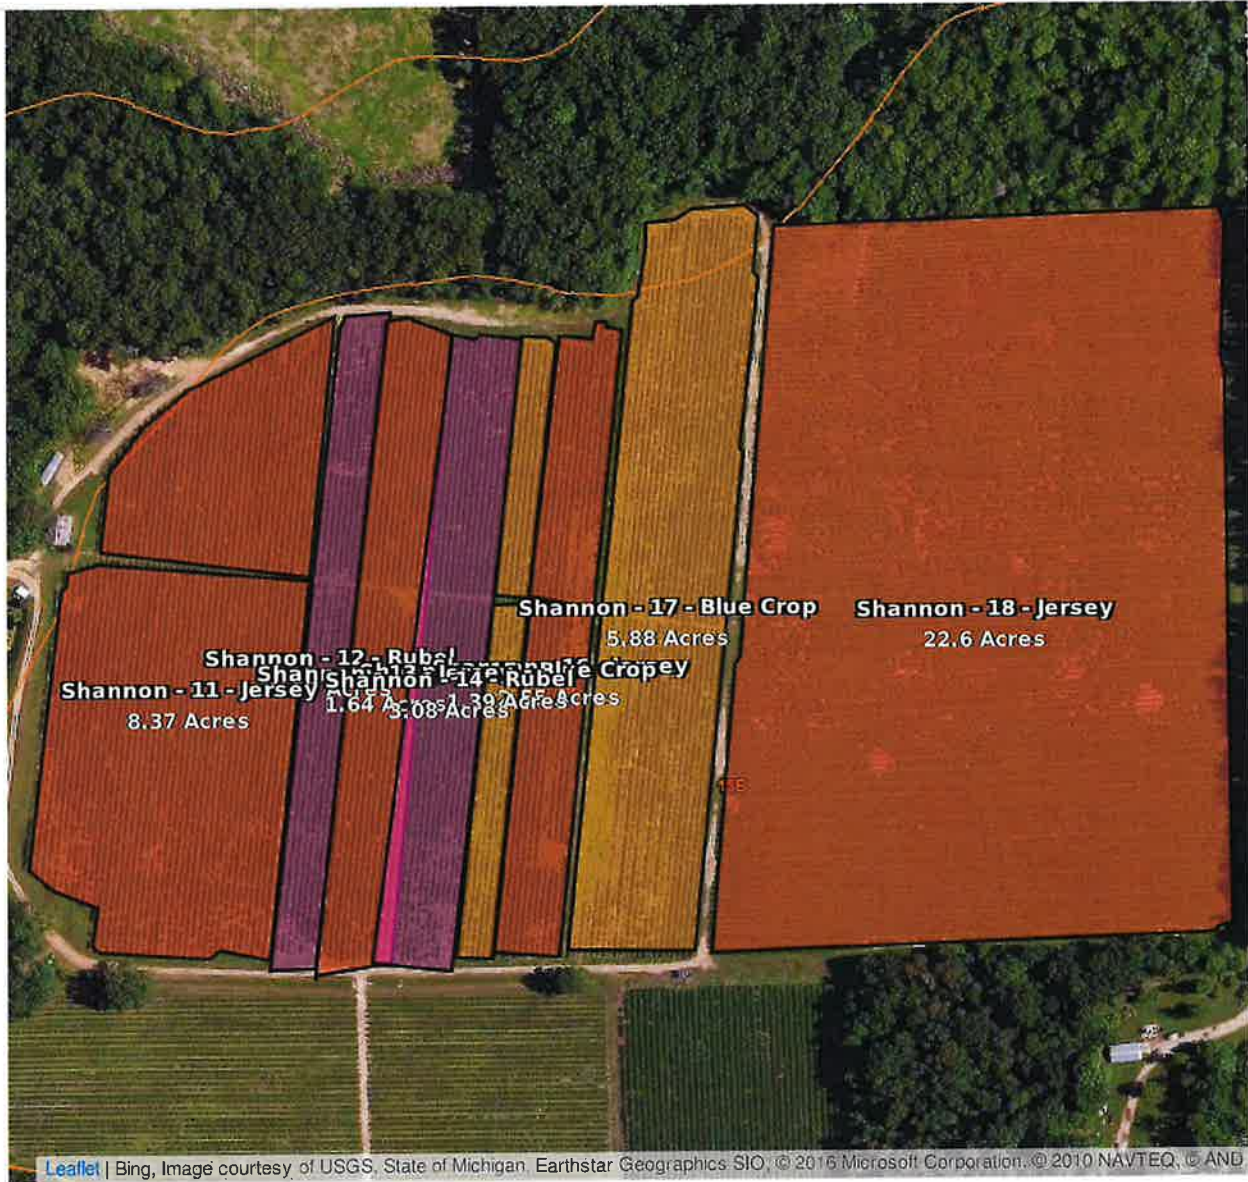 Shannon - 17 - Blue Crop
5.88 Acres
Shannon - 18 - Jersey
22.6 Acres
Shannon - 12 - Rubel
Shannon - 14 - Rubel
3.08 Acres
Shannon - 11 - Jersey
8.37 Acres
1.64
Acres
15B
Leaflet | Bing, Image courtesy of USGS, State of Michigan, Earthstar Geographics SIO, © 2016 Microsoft Corporation, © 2010 NAVTEQ, © AND